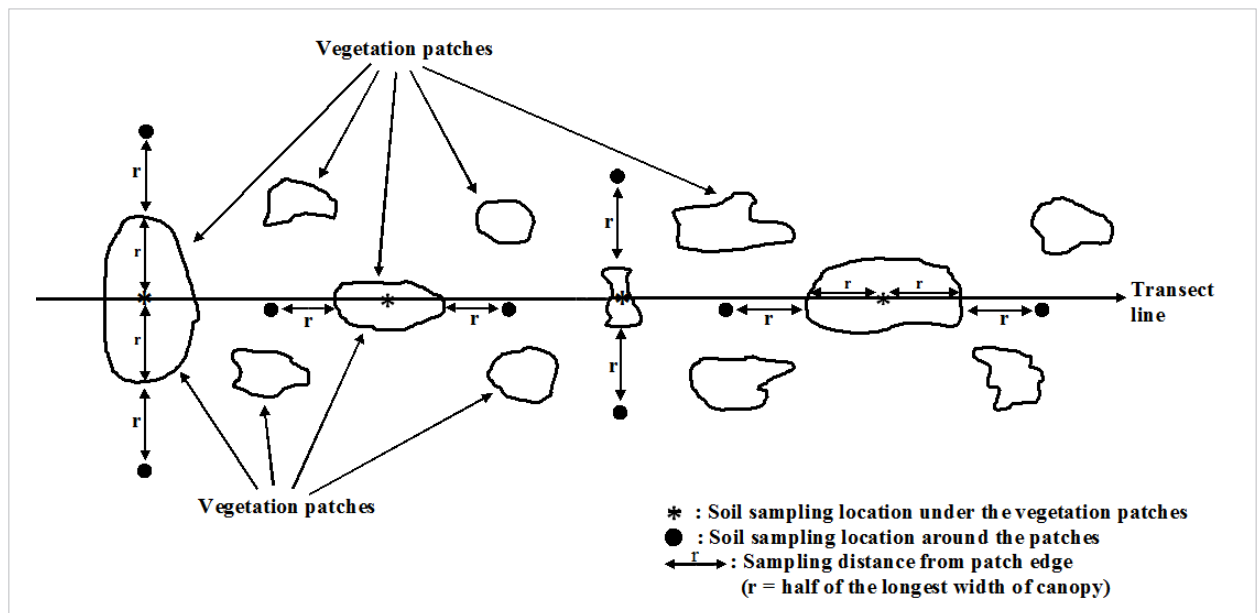 Vegetation patches
r
r
r
r
r
r
r
r
r
r
r
r
r
Transect
line
Vegetation patches
* : Soil sampling location under the vegetation patches
● : Soil sampling location around the patches
r : Sampling distance from patch edge
(r = half of the longest width of canopy)